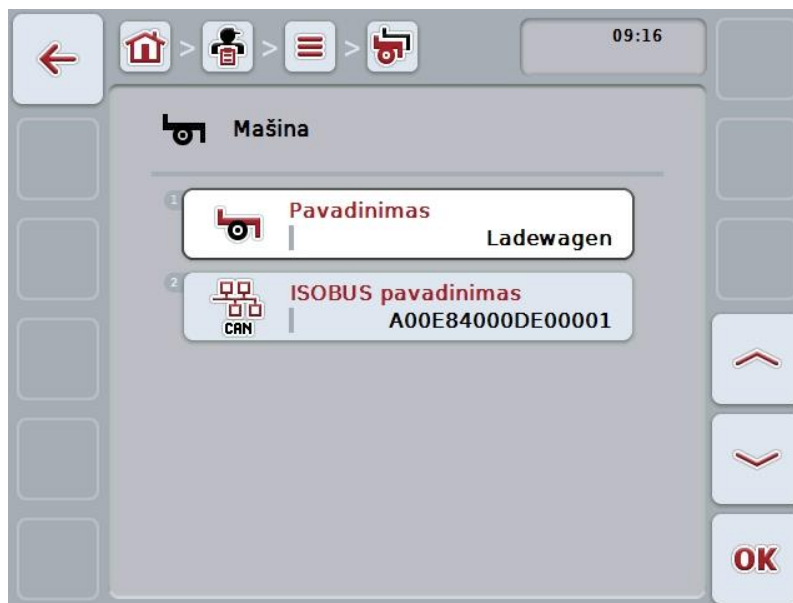 09:16
Mašina
1
Pavadinimas
Ladewagen
2
ISOBUS pavadinimas
CAN
A00E84000DE00001
OK